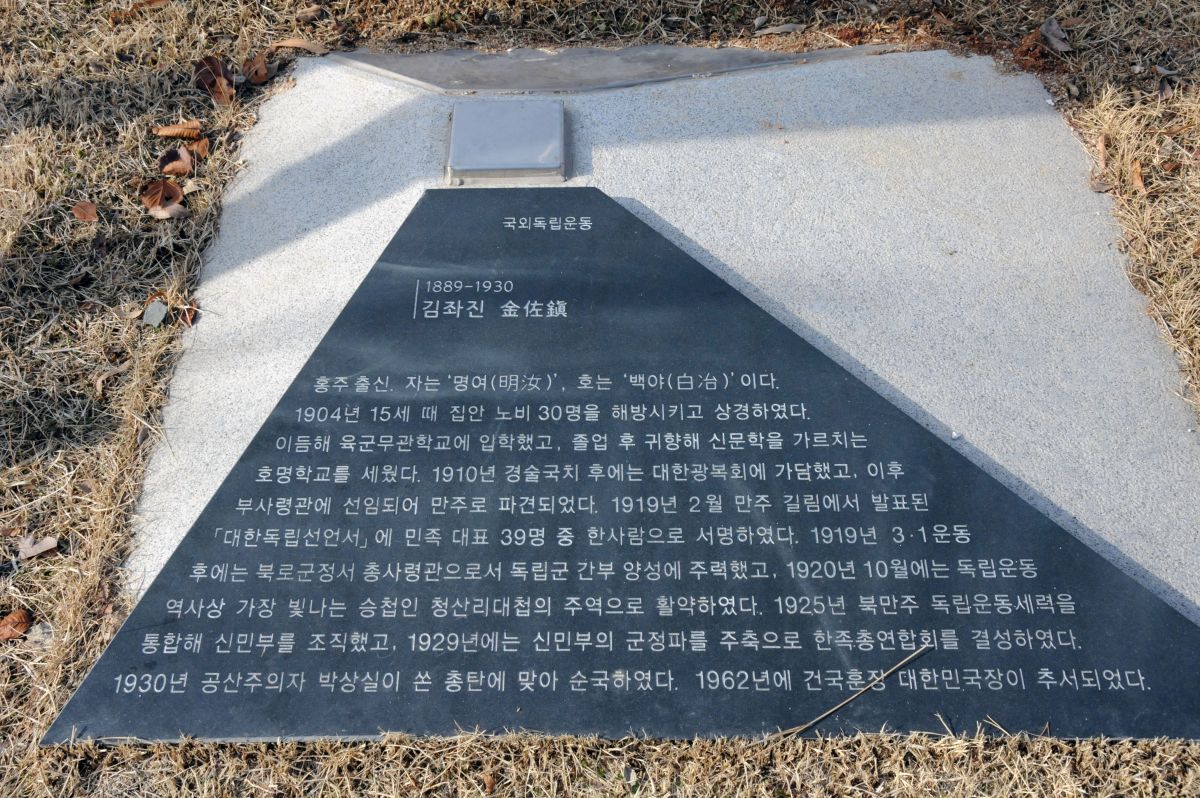 국외독립운동
1889-1930
김좌진 金佐鎭
홍주 출신. 자는 '명여(明汝)', 호는 '백야(白冶)'이다.
1904년 15세 때 집안 노비 30명을 해방시키고 상경하였다.
이듬해 육군무관학교에 입학했고, 졸업 후 귀향해 신문학을 가르치는
호명학교를 세웠다. 1910년 경술국치 후에는 대한광복회에 가담했고, 이후
부사령관에 선임되어 만주로 파견되었다. 1919년 2월 만주 길림에서 발표된
「대한독립선언서」에 민족 대표 39명 중 한사람으로 서명하였다. 1919년 3·1운동
후에는 북로군정서 총사령관으로서 독립군 간부 양성에 주력했고, 1920년 10월에는 독립운동
역사상 가장 빛나는 승첩인 청산리대첩의 주역으로 활약하였다. 1925년 북만주 독립운동세력을
통합해 신민부를 조직했고, 1929년에는 신민부의 군정파를 주축으로 한족총연합회를 결성하였다.
1930년 공산주의자 박상실이 쏜 총탄에 맞아 순국하였다. 1962년에 건국훈장 대한민국장이 추서되었다.